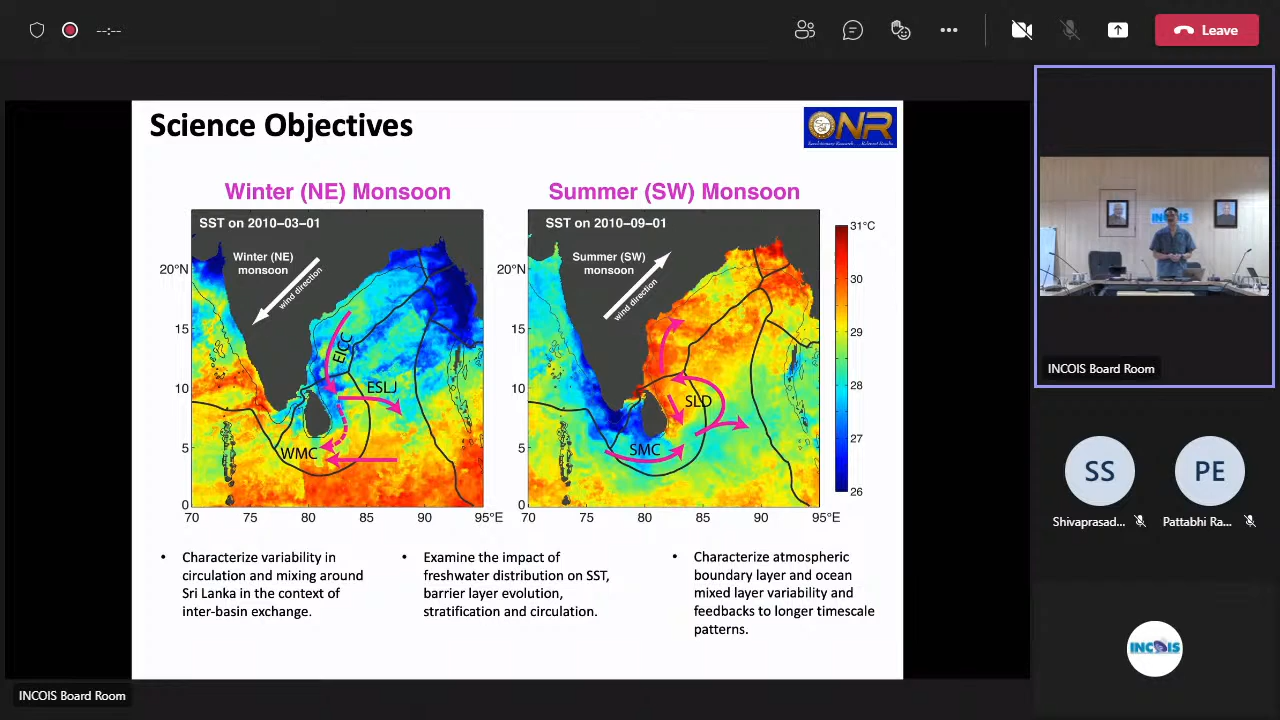 --:--
Leave
Science Objectives
ONR
Winter (NE) Monsoon
SST on 2010-03-01
Winter (NE)
monsoon
wind direction
20°N
15
10
5
0
70
75
80
85
90
95°E
EICC
ESLJ
WMC
Summer (SW) Monsoon
SST on 2010-09-01
Summer (SW)
monsoon
wind direction
20°N
15
10
5
0
70
75
80
85
90
95°E
SLD
SMC
31°C
30
29
28
27
26
• Characterize variability in
circulation and mixing around
Sri Lanka in the context of
inter-basin exchange.
• Examine the impact of
freshwater distribution on SST,
barrier layer evolution,
stratification and circulation.
• Characterize atmospheric
boundary layer and ocean
mixed layer variability and
feedbacks to longer timescale
patterns.
INCOIS Board Room
INCOIS
INCOIS Board Room
SS
Shivaprasad...
PE
Pattabhi Ra...
INCOIS